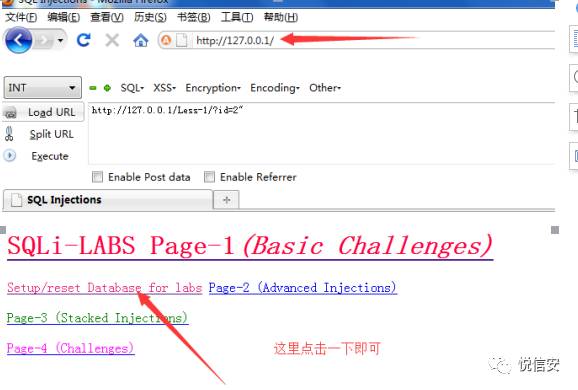 SQL Injections - Mozilla Firefox
文件(F) 编辑(E) 查看(V) 历史(S) 书签(B) 工具(T) 帮助(H)
http://127.0.0.1/
INT SQL XSS Encryption Encoding Other
Load URL
http://127.0.0.1/Less-1/?id=2"
Split URL
Execute
Enable Post data Enable Referrer
SQL Injections
SQLi-LABS Page-1(Basic Challenges)
Setup/reset Database for labs Page-2 (Advanced Injections)
Page-3 (Stacked Injections)
Page-4 (Challenges) 这里点击一下即可
悦信安